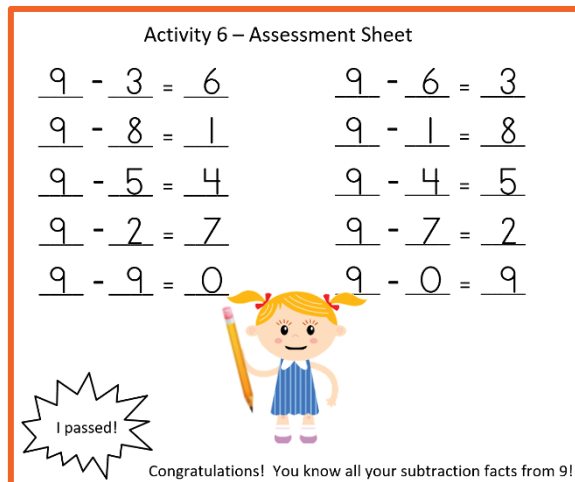 Activity 6 – Assessment Sheet
9 - 3 = 6 9 - 6 = 3
9 - 8 = 1 9 - 1 = 8
9 - 5 = 4 9 - 4 = 5
9 - 2 = 7 9 - 7 = 2
9 - 9 = 0 9 - 0 = 9
I passed!
Congratulations! You know all your subtraction facts from 9!